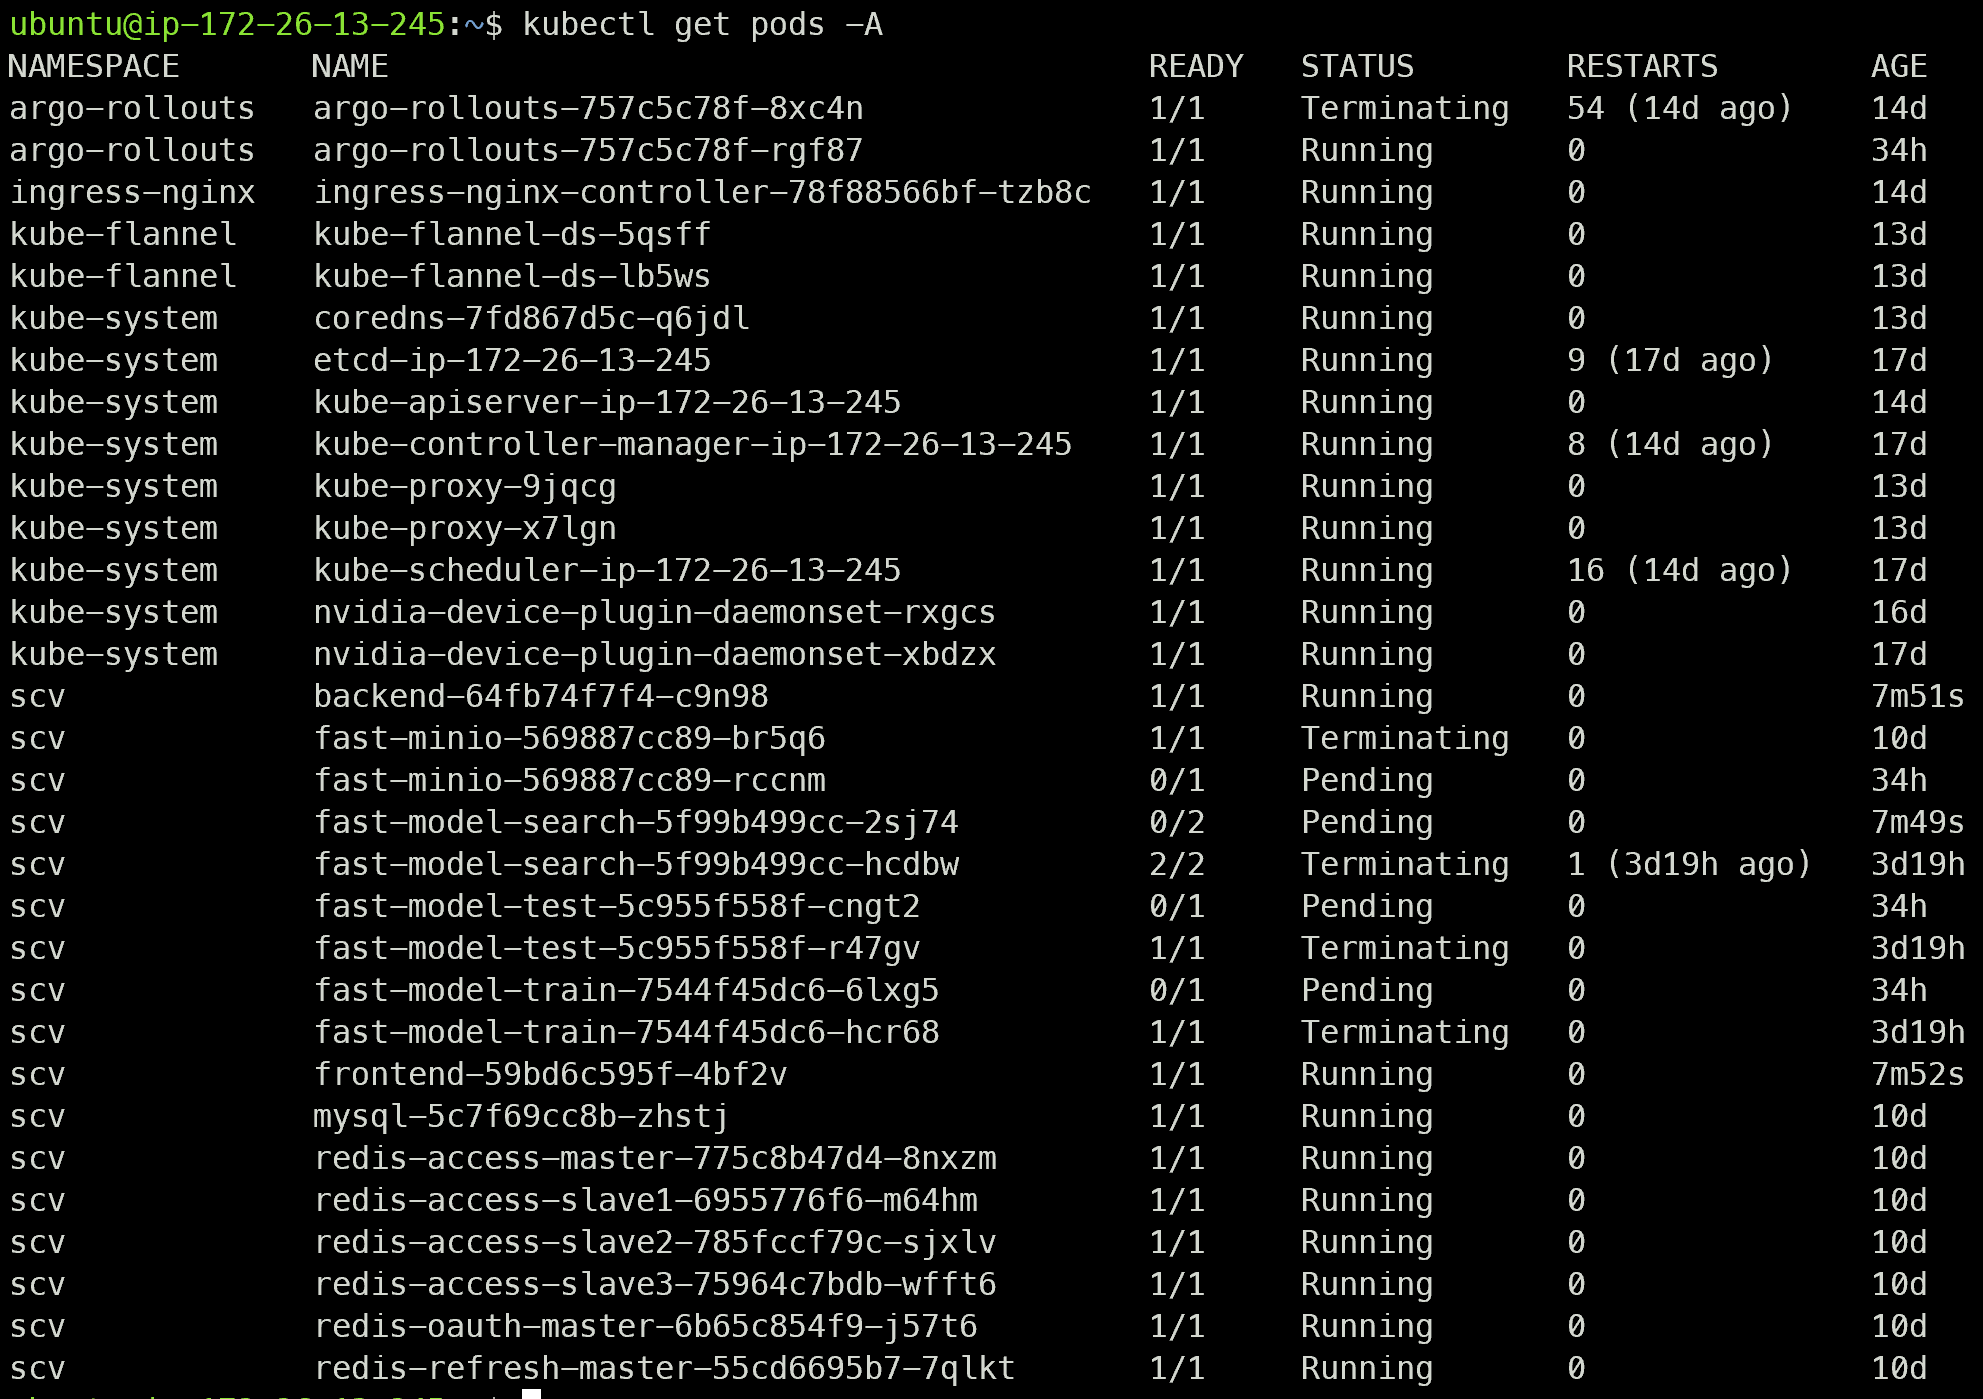 ubuntu@ip-172-26-13-245:~$ kubectl get pods -A
NAMESPACE NAME READY STATUS RESTARTS AGE
argo-rollouts argo-rollouts-757c5c78f-8xc4n 1/1 Terminating 54 (14d ago) 14d
argo-rollouts argo-rollouts-757c5c78f-rgf87 1/1 Running 0 34h
ingress-nginx ingress-nginx-controller-78f88566bf-tzb8c 1/1 Running 0 14d
kube-flannel kube-flannel-ds-5qsff 1/1 Running 0 13d
kube-flannel kube-flannel-ds-lb5ws 1/1 Running 0 13d
kube-system coredns-7fd867d5c-q6jdl 1/1 Running 0 13d
kube-system etcd-ip-172-26-13-245 1/1 Running 9 (17d ago) 17d
kube-system kube-apiserver-ip-172-26-13-245 1/1 Running 0 14d
kube-system kube-controller-manager-ip-172-26-13-245 1/1 Running 8 (14d ago) 17d
kube-system kube-proxy-9jqcg 1/1 Running 0 13d
kube-system kube-proxy-x7lgn 1/1 Running 0 13d
kube-system kube-scheduler-ip-172-26-13-245 1/1 Running 16 (14d ago) 17d
kube-system nvidia-device-plugin-daemonset-rxgcs 1/1 Running 0 16d
kube-system nvidia-device-plugin-daemonset-xbdzx 1/1 Running 0 17d
scv backend-64fb74f7f4-c9n98 1/1 Running 0 7m51s
scv fast-minio-569887cc89-br5q6 1/1 Terminating 0 10d
scv fast-minio-569887cc89-rccnm 0/1 Pending 0 34h
scv fast-model-search-5f99b499cc-2sj74 0/2 Pending 0 7m49s
scv fast-model-search-5f99b499cc-hcdbw 2/2 Terminating 1 (3d19h ago) 3d19h
scv fast-model-test-5c955f558f-cngt2 0/1 Pending 0 34h
scv fast-model-test-5c955f558f-r47gv 1/1 Terminating 0 3d19h
scv fast-model-train-7544f45dc6-6lxg5 0/1 Pending 0 34h
scv fast-model-train-7544f45dc6-hcr68 1/1 Terminating 0 3d19h
scv frontend-59bd6c595f-4bf2v 1/1 Running 0 7m52s
scv mysql-5c7f69cc8b-zhstj 1/1 Running 0 10d
scv redis-access-master-775c8b47d4-8nxzm 1/1 Running 0 10d
scv redis-access-slave1-6955776f6-m64hm 1/1 Running 0 10d
scv redis-access-slave2-785fccf79c-sjxlv 1/1 Running 0 10d
scv redis-access-slave3-75964c7bdb-wfft6 1/1 Running 0 10d
scv redis-oauth-master-6b65c854f9-j57t6 1/1 Running 0 10d
scv redis-refresh-master-55cd6695b7-7qlkt 1/1 Running 0 10d